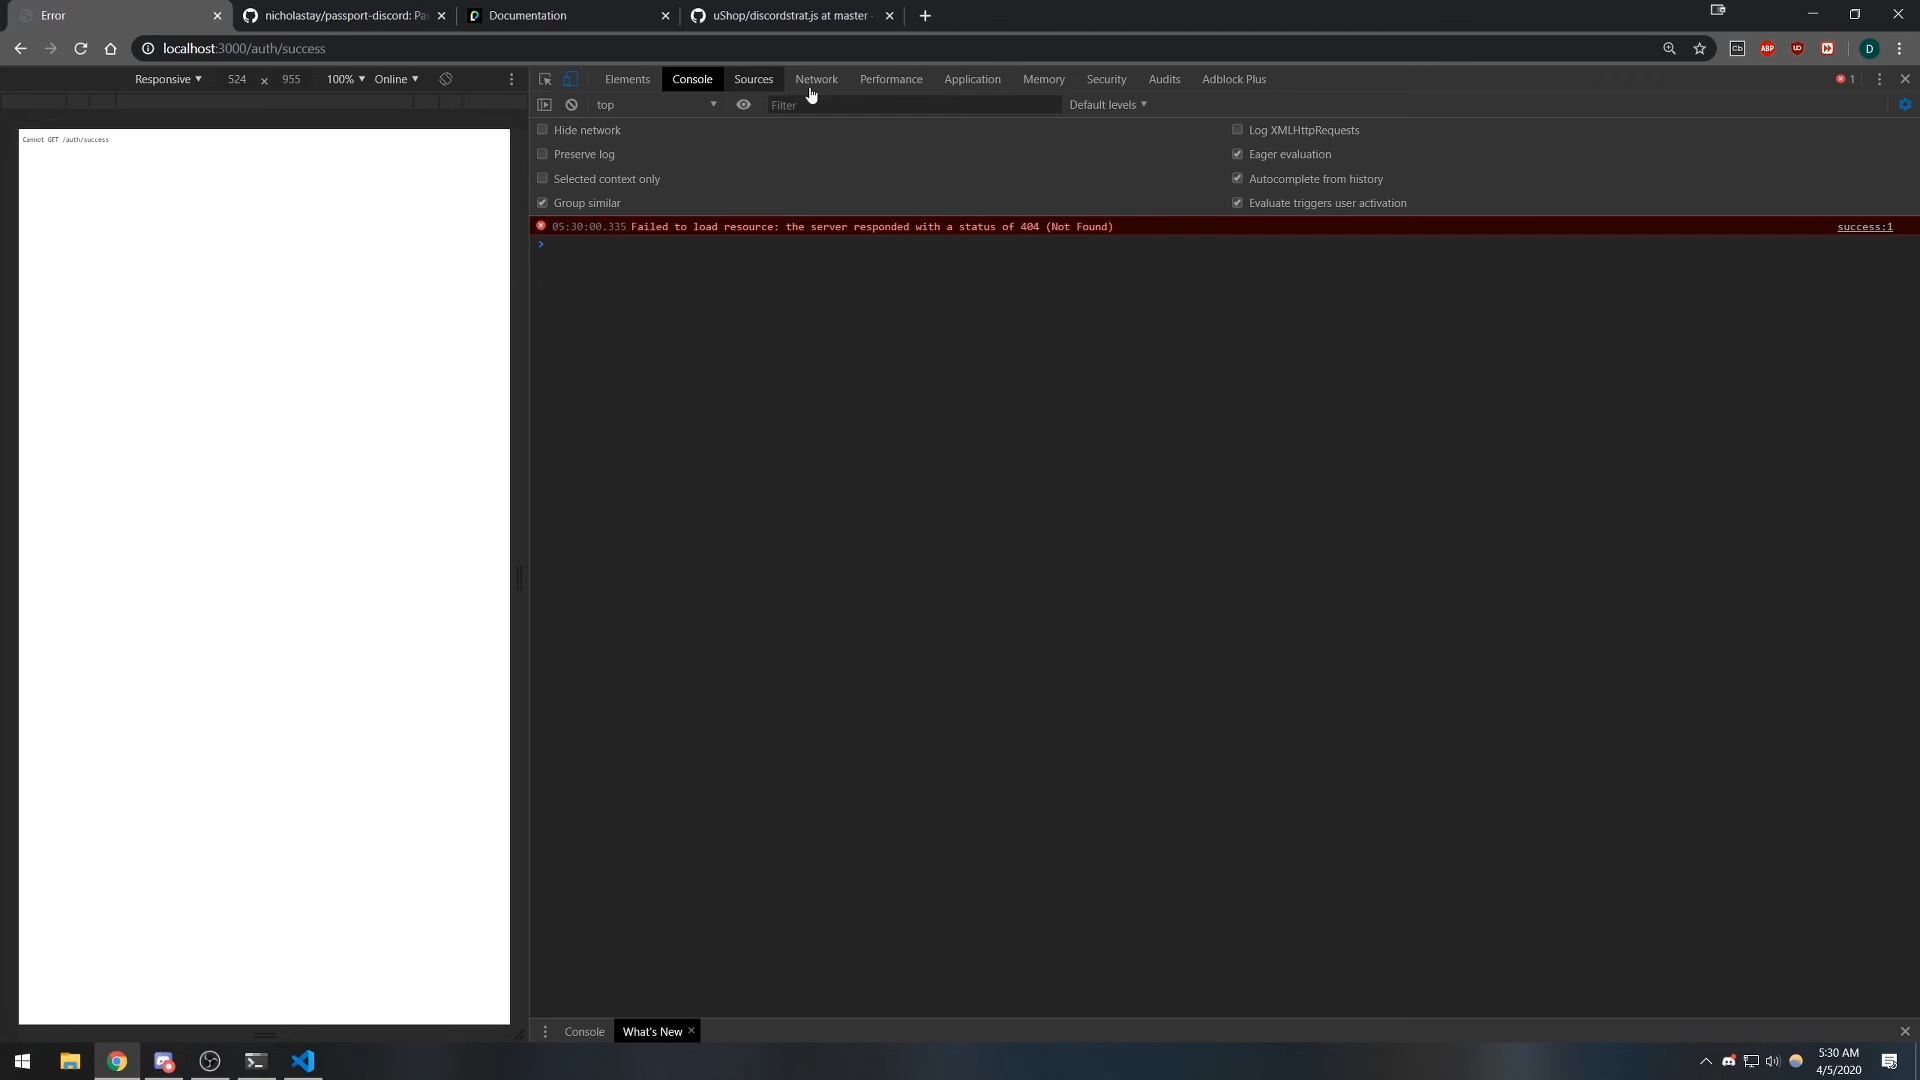 Error
nicholastay/passport-discord: Pas
Documentation
uShop/discordstrat.js at master ·
localhost:3000/auth/success
Cb
ABP
D
Responsive
524
955
100%
Online
Elements
Console
Sources
Network
Performance
Application
Memory
Security
Audits
Adblock Plus
1
top
Filter
Default levels
Hide network
Log XMLHttpRequests
Preserve log
Eager evaluation
Selected context only
Autocomplete from history
Group similar
Evaluate triggers user activation
05:30:00.335 Failed to load resource: the server responded with a status of 404 (Not Found)
success:1
Cannot GET /auth/success
Console
What's New
5:30 AM
4/5/2020